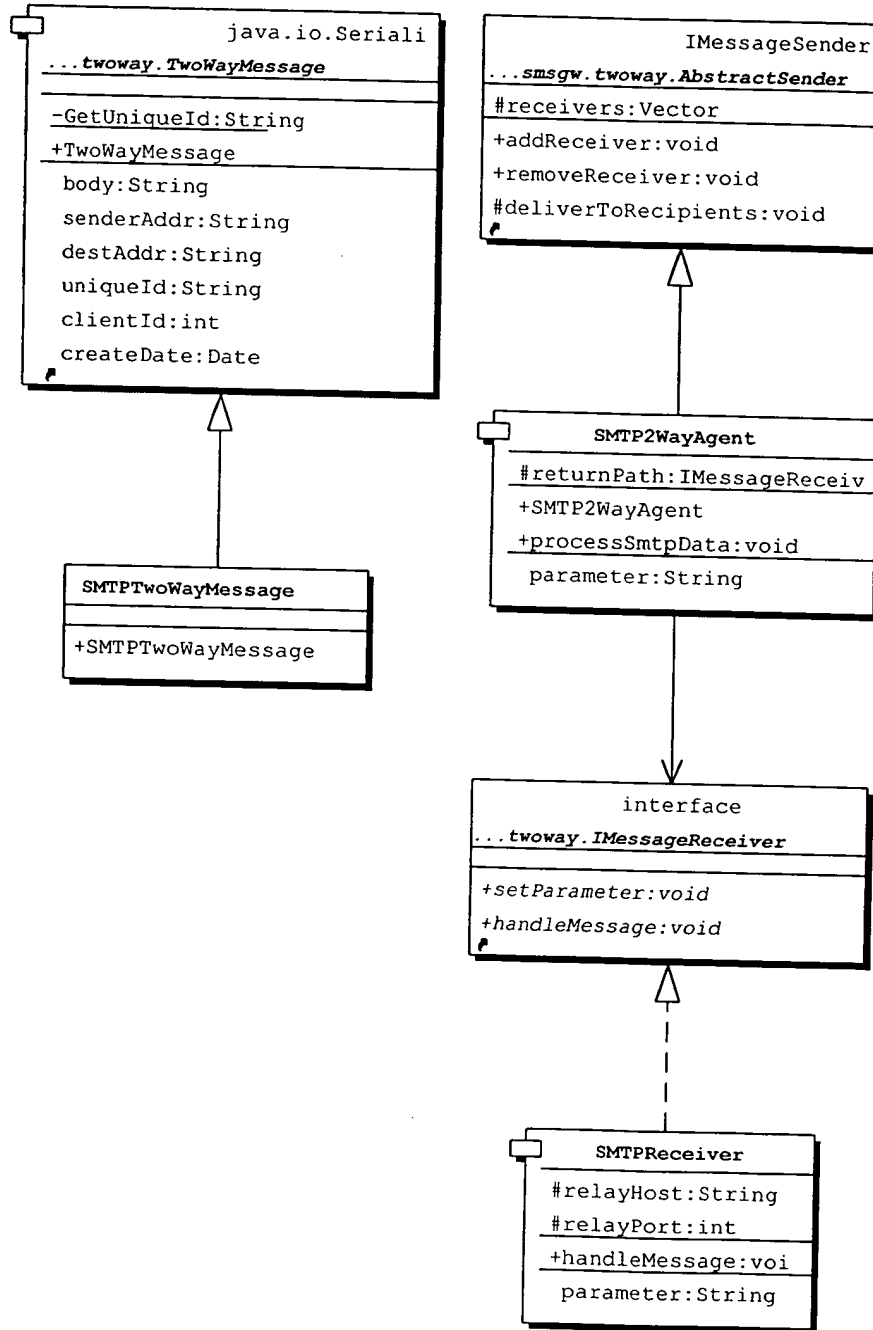 java.io.Seriali
...twoway.TwoWayMessage
-GetUniqueId:String
+TwoWayMessage
body:String
senderAddr:String
destAddr:String
uniqueId:String
clientId:int
createDate:Date
SMTPTwoWayMessage
+SMTPTwoWayMessage
IMessageSender
...smsgw.twoway.AbstractSender
#receivers:Vector
+addReceiver:void
+removeReceiver:void
#deliverToRecipients:void
SMTP2WayAgent
#returnPath:IMessageReceiv
+SMTP2WayAgent
+processSmtpData:void
parameter:String
interface
...twoway.IMessageReceiver
+setParameter:void
+handleMessage:void
SMTPReceiver
#relayHost:String
#relayPort:int
+handleMessage:voi
parameter:String